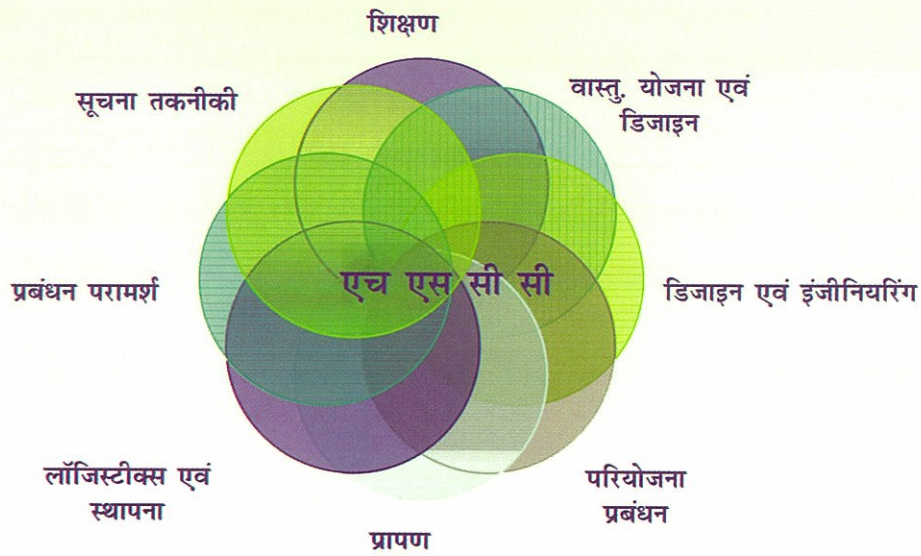 शिक्षण
सूचना तकनीकी
वास्तु. योजना एवं
डिजाइन
प्रबंधन परामर्श
एच एस सी सी
डिजाइन एवं इंजीनियरिंग
लॉजिस्टीक्स एवं
स्थापना
परियोजना
प्रबंधन
प्रापण